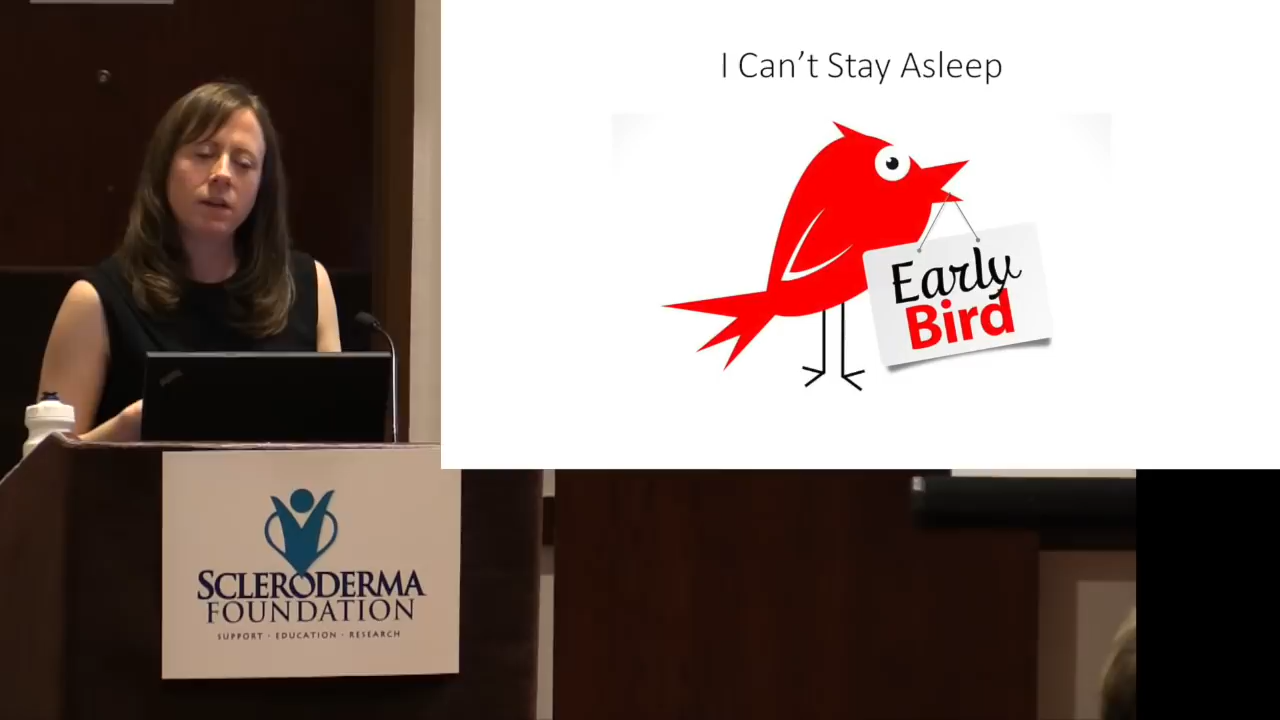 I Can't Stay Asleep
Early
Bird
SCLERODERMA
FOUNDATION
SUPPORT · EDUCATION · RESEARCH